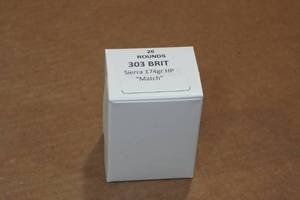 20
ROUNDS
303 BRIT
Sierra 174gr HP
"Match"